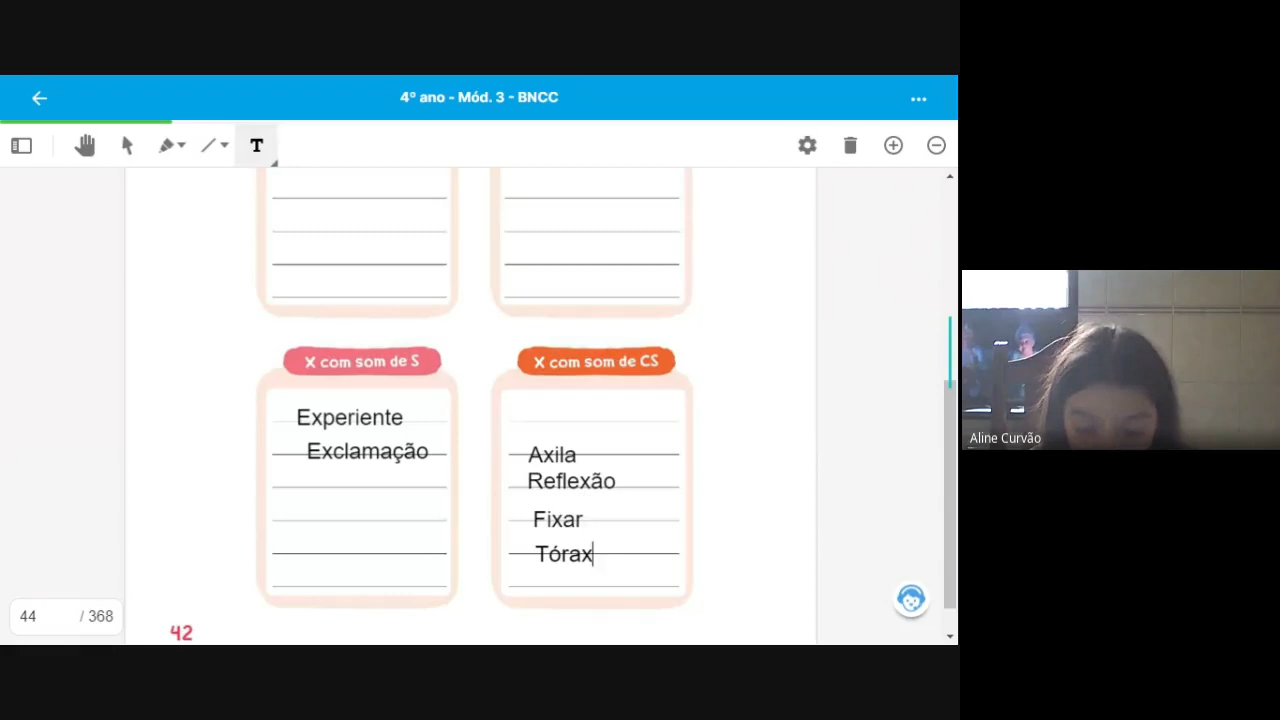 4º ano - Mód. 3 - BNCC
T
X com som de S
X com som de CS
Experiente
Exclamação
Axila
Reflexão
Fixar
Tórax
44 / 368
42
Aline Curvão